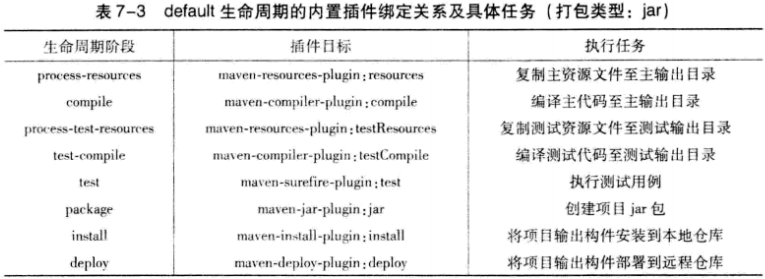 表 7-3 default 生命周期的内置插件绑定关系及具体任务（打包类型：jar）
生命周期阶段 插件目标 执行任务
process-resources maven-resources-plugin:resources 复制主资源文件至主输出目录
compile maven-compiler-plugin:compile 编译主代码至主输出目录
process-test-resources maven-resources-plugin:testResources 复制测试资源文件至测试输出目录
test-compile maven-compiler-plugin:testCompile 编译测试代码至测试输出目录
test maven-surefire-plugin:test 执行测试用例
package maven-jar-plugin:jar 创建项目 jar 包
install maven-install-plugin:install 将项目输出构件安装到本地仓库
deploy maven-deploy-plugin:deploy 将项目输出构件部署到远程仓库